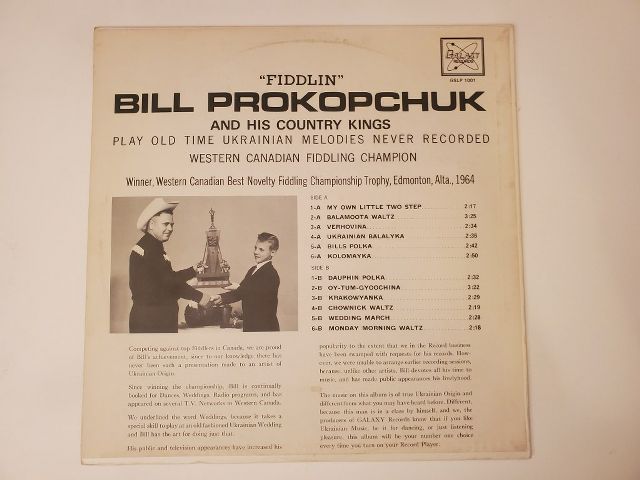 GALAXY
RECORDS
GSLP 1001
"FIDDLIN"
BILL PROKOPCHUK
AND HIS COUNTRY KINGS
PLAY OLD TIME UKRAINIAN MELODIES NEVER RECORDED
WESTERN CANADIAN FIDDLING CHAMPION
Winner, Western Canadian Best Novelty Fiddling Championship Trophy, Edmonton, Alta., 1964
SIDE A
1-A MY OWN LITTLE TWO STEP 2:17
2-A BALAMOOTA WALTZ 3:25
3-A VERHOVINA 2:34
4-A UKRAINIAN BALALYKA 2:35
5-A BILLS POLKA 2:42
6-A KOLOMAYKA 2:50
SIDE B
1-B DAUPHIN POLKA 2:32
2-B OY-TUM-GYOOCHINA 3:22
3-B KRAKOWYANKA 2:29
4-B CHOWNICK WALTZ 2:19
5-B WEDDING MARCH 2:28
6-B MONDAY MORNING WALTZ 2:18
Competing against top Fiddlers in Canada, we are proud
of Bill's achievement, since to our knowledge there has
never been such a presentation made to an artist of
Ukrainian Origin.
Since winning the championship, Bill is continually
booked for Dances, Weddings, Radio programs, and has
appeared on several T.V. Networks in Western Canada.
We underlined the word Weddings, because it takes a
special skill to play at an old fashioned Ukrainian Wedding
and Bill has the art for doing just that.
His public and television appearances have increased his
popularity to the extent that we in the Record business
have been swamped with requests for his records. How-
ever, we were unable to arrange earlier recording sessions,
because, unlike other artists, Bill devotes all his time to
music, and has made public appearances his livelyhood.
The music on this album is of true Ukrainian Origin and
different from what you may have heard before. Different,
because this man is in a class by himself, and we, the
producers of GALAXY Records know that if you like
Ukrainian Music, be it for dancing, or just listening
pleasure, this album will be your number one choice
every time you turn on your Record Player.